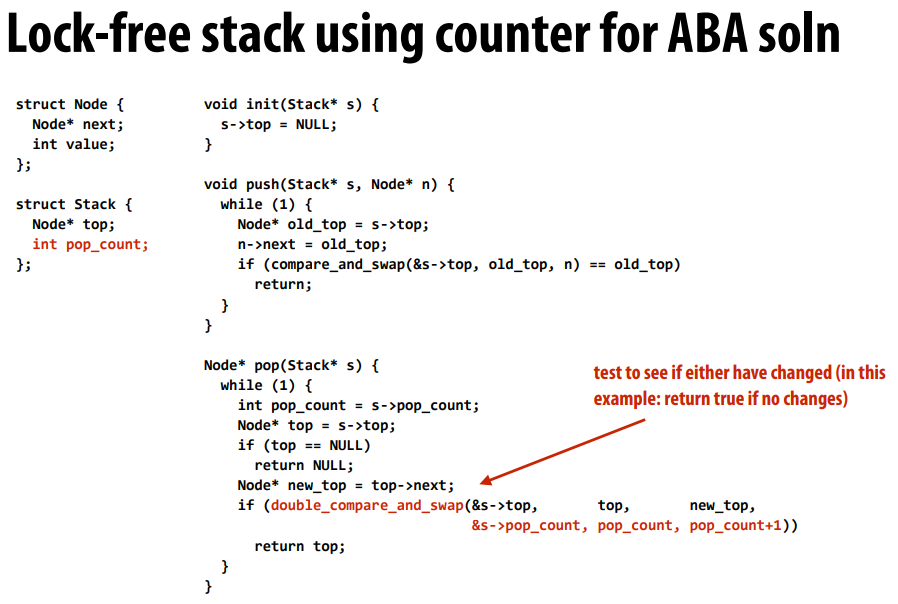 Lock-free stack using counter for ABA soln
struct Node {
  Node* next;
  int value;
};
struct Stack {
  Node* top;
  int pop_count;
};
void init(Stack* s) {
  s->top = NULL;
}
void push(Stack* s, Node* n) {
  while (1) {
    Node* old_top = s->top;
    n->next = old_top;
    if (compare_and_swap(&s->top, old_top, n) == old_top)
      return;
  }
}
Node* pop(Stack* s) {
  while (1) {
    int pop_count = s->pop_count;
    Node* top = s->top;
    if (top == NULL)
      return NULL;
    Node* new_top = top->next;
    if (double_compare_and_swap(&s->top,       top,       new_top,
                                &s->pop_count, pop_count, pop_count+1))
      return top;
  }
}
test to see if either have changed (in this
example: return true if no changes)